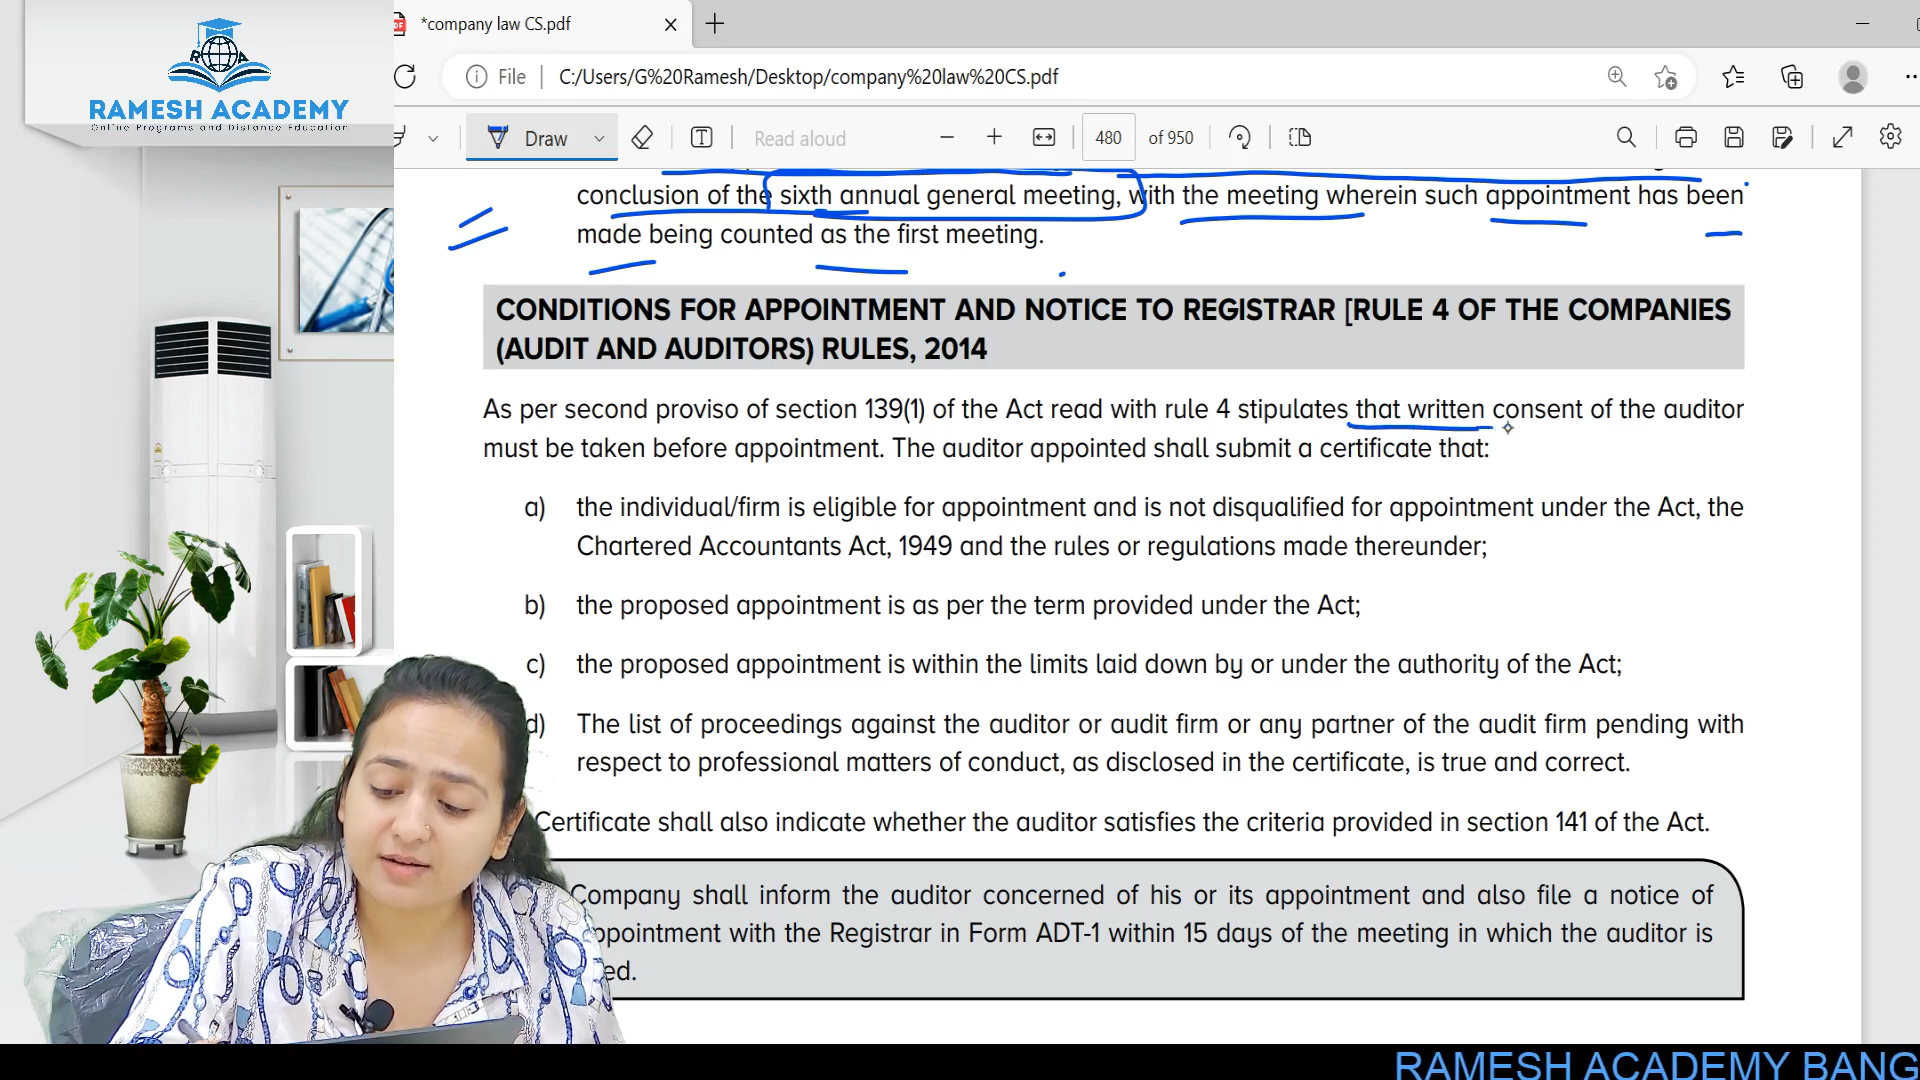 RAMESH ACADEMY
Online Programs and Distance Education
*company law CS.pdf
File
C:/Users/G%20Ramesh/Desktop/company%20law%20CS.pdf
Draw
Read aloud
480 of 950
conclusion of the sixth annual general meeting, with the meeting wherein such appointment has been
made being counted as the first meeting.
CONDITIONS FOR APPOINTMENT AND NOTICE TO REGISTRAR [RULE 4 OF THE COMPANIES
(AUDIT AND AUDITORS) RULES, 2014
As per second proviso of section 139(1) of the Act read with rule 4 stipulates that written consent of the auditor
must be taken before appointment. The auditor appointed shall submit a certificate that:
a) the individual/firm is eligible for appointment and is not disqualified for appointment under the Act, the
Chartered Accountants Act, 1949 and the rules or regulations made thereunder;
b) the proposed appointment is as per the term provided under the Act;
c) the proposed appointment is within the limits laid down by or under the authority of the Act;
d) The list of proceedings against the auditor or audit firm or any partner of the audit firm pending with
respect to professional matters of conduct, as disclosed in the certificate, is true and correct.
Certificate shall also indicate whether the auditor satisfies the criteria provided in section 141 of the Act.
Company shall inform the auditor concerned of his or its appointment and also file a notice of
ppointment with the Registrar in Form ADT-1 within 15 days of the meeting in which the auditor is
ed.
RAMESH ACADEMY BANG